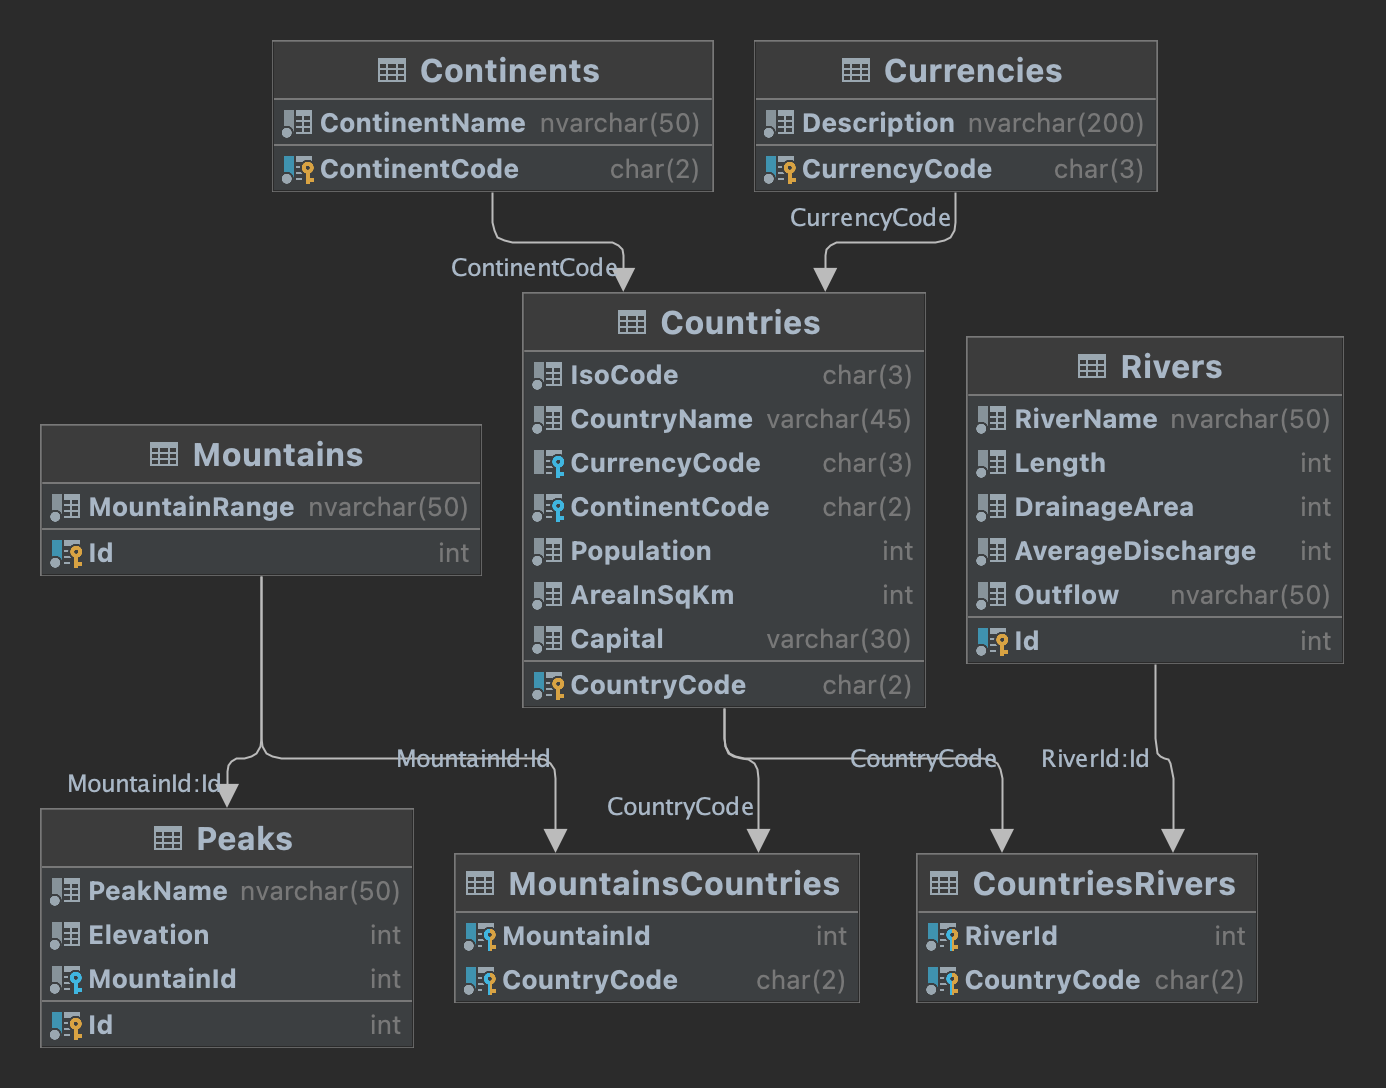 Continents
ContinentName nvarchar(50)
ContinentCode char(2)
Currencies
Description nvarchar(200)
CurrencyCode char(3)
CurrencyCode
ContinentCode
Countries
IsoCode char(3)
CountryName varchar(45)
CurrencyCode char(3)
ContinentCode char(2)
Population int
AreaInSqKm int
Capital varchar(30)
CountryCode char(2)
Rivers
RiverName nvarchar(50)
Length int
DrainageArea int
AverageDischarge int
Outflow nvarchar(50)
Id int
Mountains
MountainRange nvarchar(50)
Id int
MountainId:Id
MountainId:Id
CountryCode
CountryCode
RiverId:Id
Peaks
PeakName nvarchar(50)
Elevation int
MountainId int
Id int
MountainsCountries
MountainId int
CountryCode char(2)
CountriesRivers
RiverId int
CountryCode char(2)